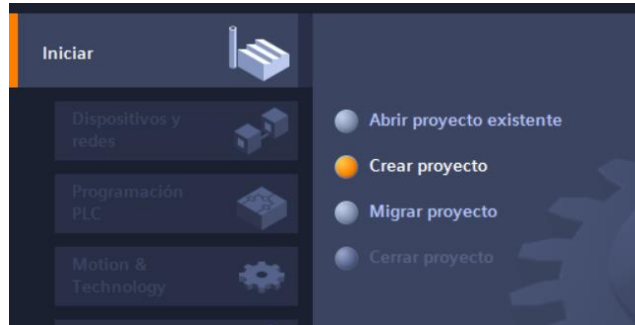 Iniciar
Dispositivos y
redes
Programación
PLC
Motion &
Technology
Abrir proyecto existente
Crear proyecto
Migrar proyecto
Cerrar proyecto